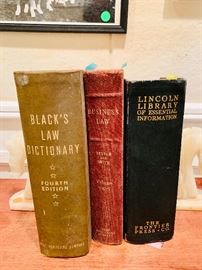 BLACK'S
LAW
DICTIONARY
FOURTH
EDITION
BUSINESS
LAW
LINCOLN
LIBRARY
OF ESSENTIAL
INFORMATION
THE
FRONTIER
PRESS·CO.